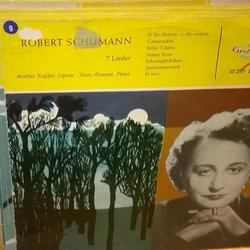 9
ROBERT SCHUMANN
7 Lieder
Annelies Kupper Sopran · Hans Altmann, Piano
O ihr Herren, o ihr werten
Geisternähe
Stille Tränen
Meine Rose
Jasminenstrauch
Er ist's